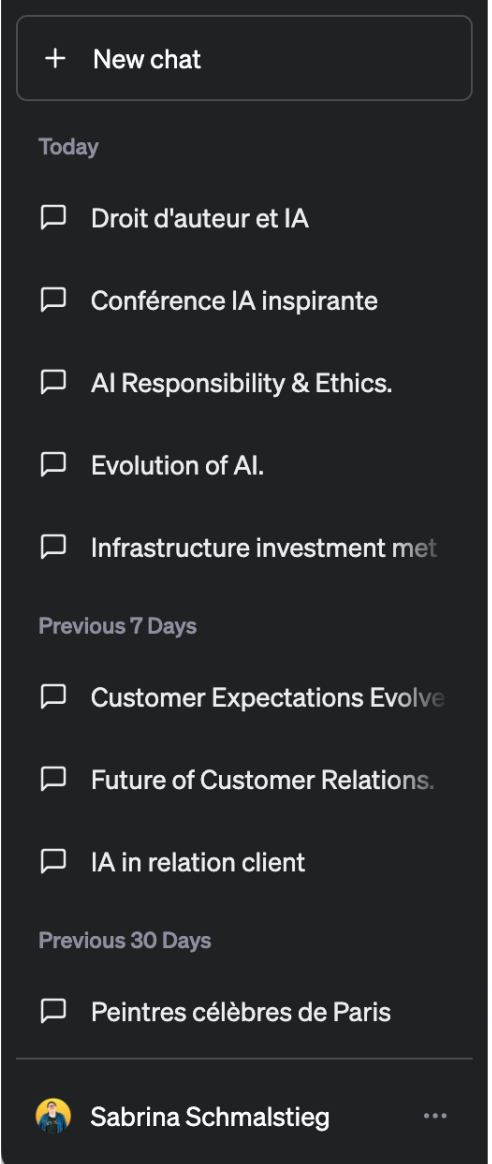 New chat
Today
Droit d'auteur et IA
Conférence IA inspirante
AI Responsibility & Ethics.
Evolution of AI.
Infrastructure investment met
Previous 7 Days
Customer Expectations Evolve
Future of Customer Relations.
IA in relation client
Previous 30 Days
Peintres célèbres de Paris
Sabrina Schmalstieg